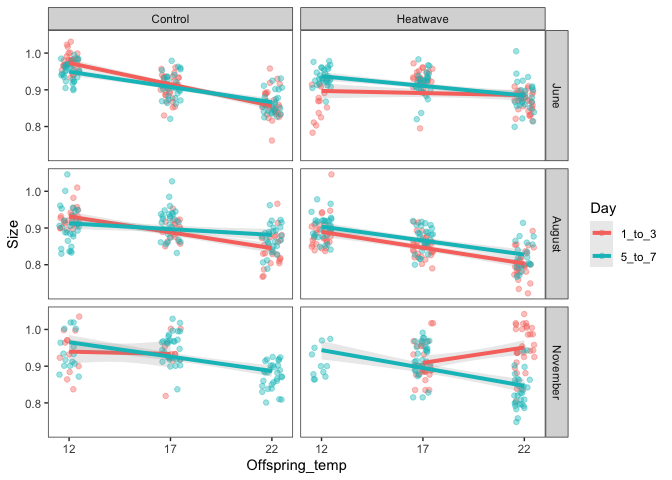 Control Heatwave
1.0
0.9
0.8
June
1.0
0.9
0.8
August
1.0
0.9
0.8
November
12 17 22 12 17 22
Offspring_temp
Size
Day
1_to_3
5_to_7